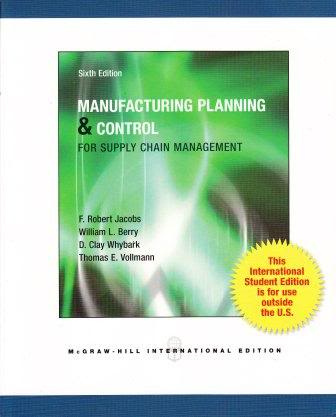 Sixth Edition
MANUFACTURING PLANNING
& CONTROL
FOR SUPPLY CHAIN MANAGEMENT
F. Robert Jacobs
William L. Berry
D. Clay Whybark
Thomas E. Vollmann
This
International
Student Edition
is for use
outside
the U.S.
McGRAW-HILL INTERNATIONAL EDITION